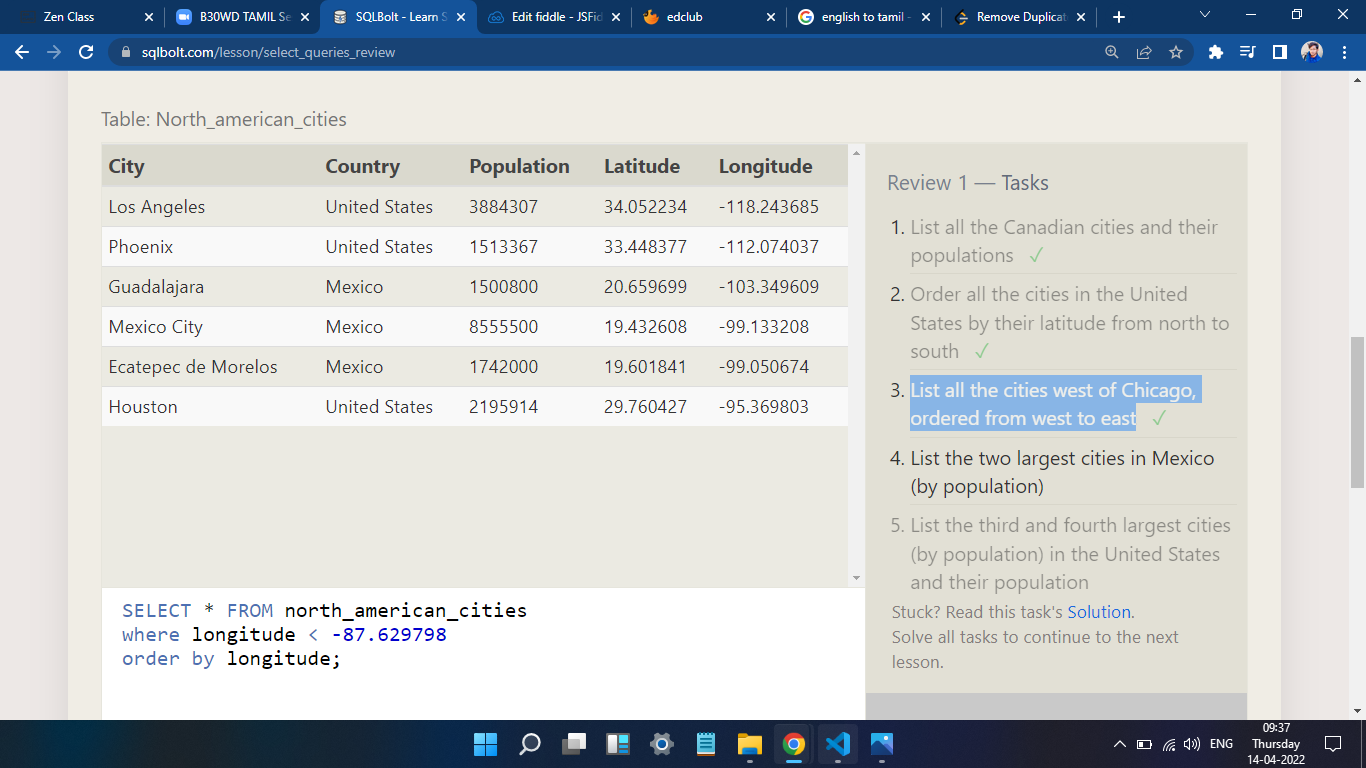 Zen Class
B30WD TAMIL Se
SQLBolt - Learn S
Edit fiddle - JSFid
edclub
english to tamil -
Remove Duplicat
sqlbolt.com/lesson/select_queries_review
Table: North_american_cities
City Country Population Latitude Longitude
Los Angeles United States 3884307 34.052234 -118.243685
Phoenix United States 1513367 33.448377 -112.074037
Guadalajara Mexico 1500800 20.659699 -103.349609
Mexico City Mexico 8555500 19.432608 -99.133208
Ecatepec de Morelos Mexico 1742000 19.601841 -99.050674
Houston United States 2195914 29.760427 -95.369803
SELECT * FROM north_american_cities
where longitude < -87.629798
order by longitude;
Review 1 — Tasks
1. List all the Canadian cities and their
populations ✓
2. Order all the cities in the United
States by their latitude from north to
south ✓
3. List all the cities west of Chicago,
ordered from west to east ✓
4. List the two largest cities in Mexico
(by population)
5. List the third and fourth largest cities
(by population) in the United States
and their population
Stuck? Read this task's Solution.
Solve all tasks to continue to the next
lesson.
ENG
09:37
Thursday
14-04-2022